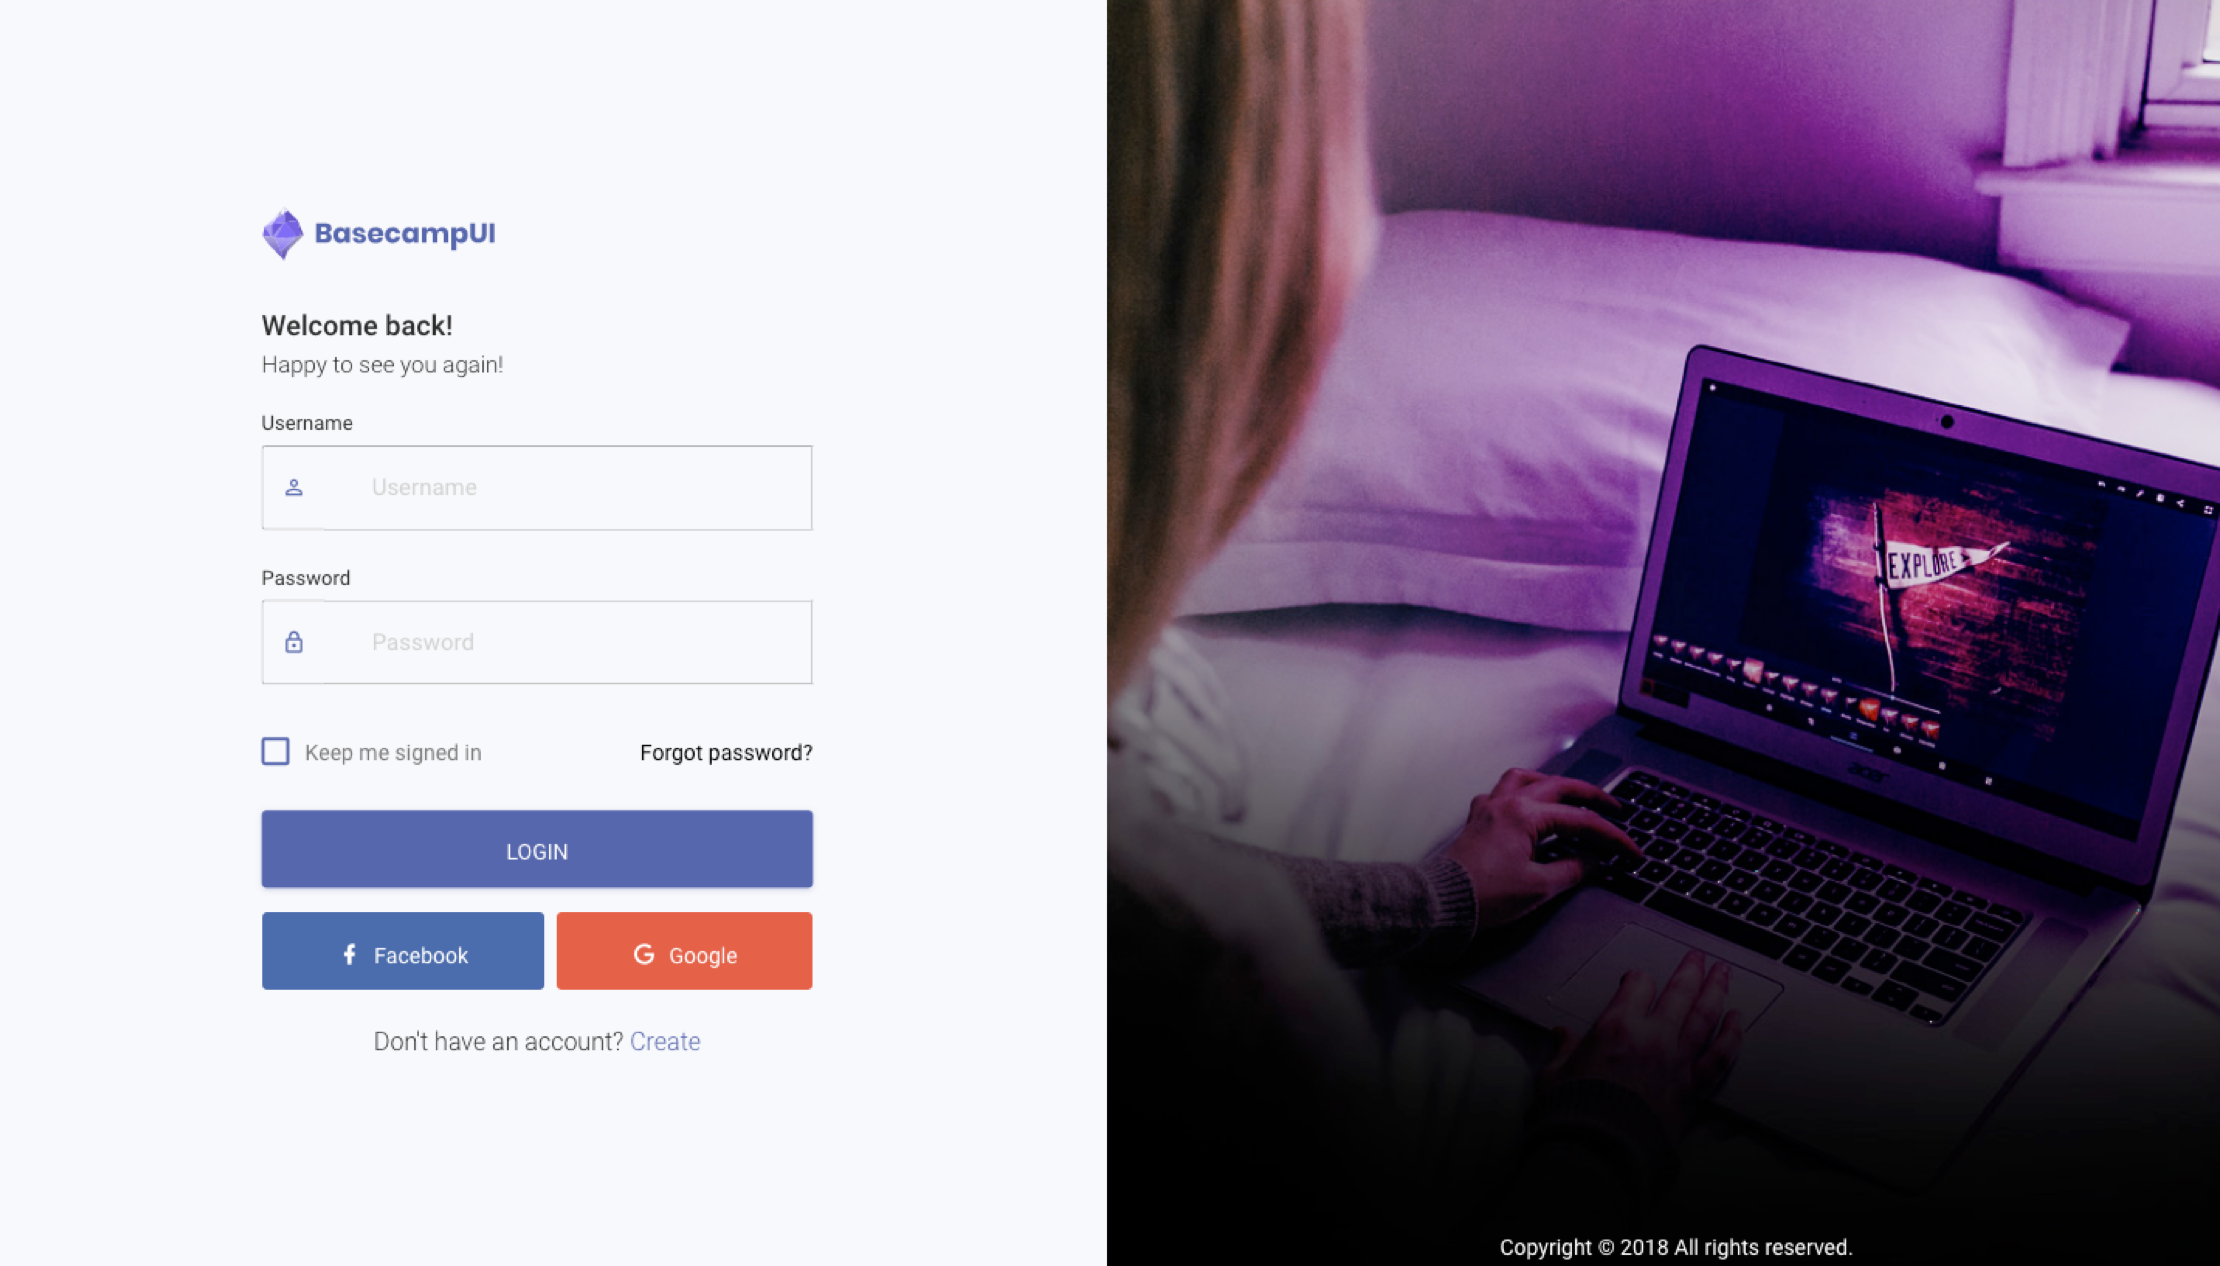 BasecampUI
Welcome back!
Happy to see you again!
Username
Username
Password
Password
Keep me signed in
Forgot password?
LOGIN
Facebook
Google
Don't have an account? Create
EXPLORE
acer
Copyright © 2018 All rights reserved.